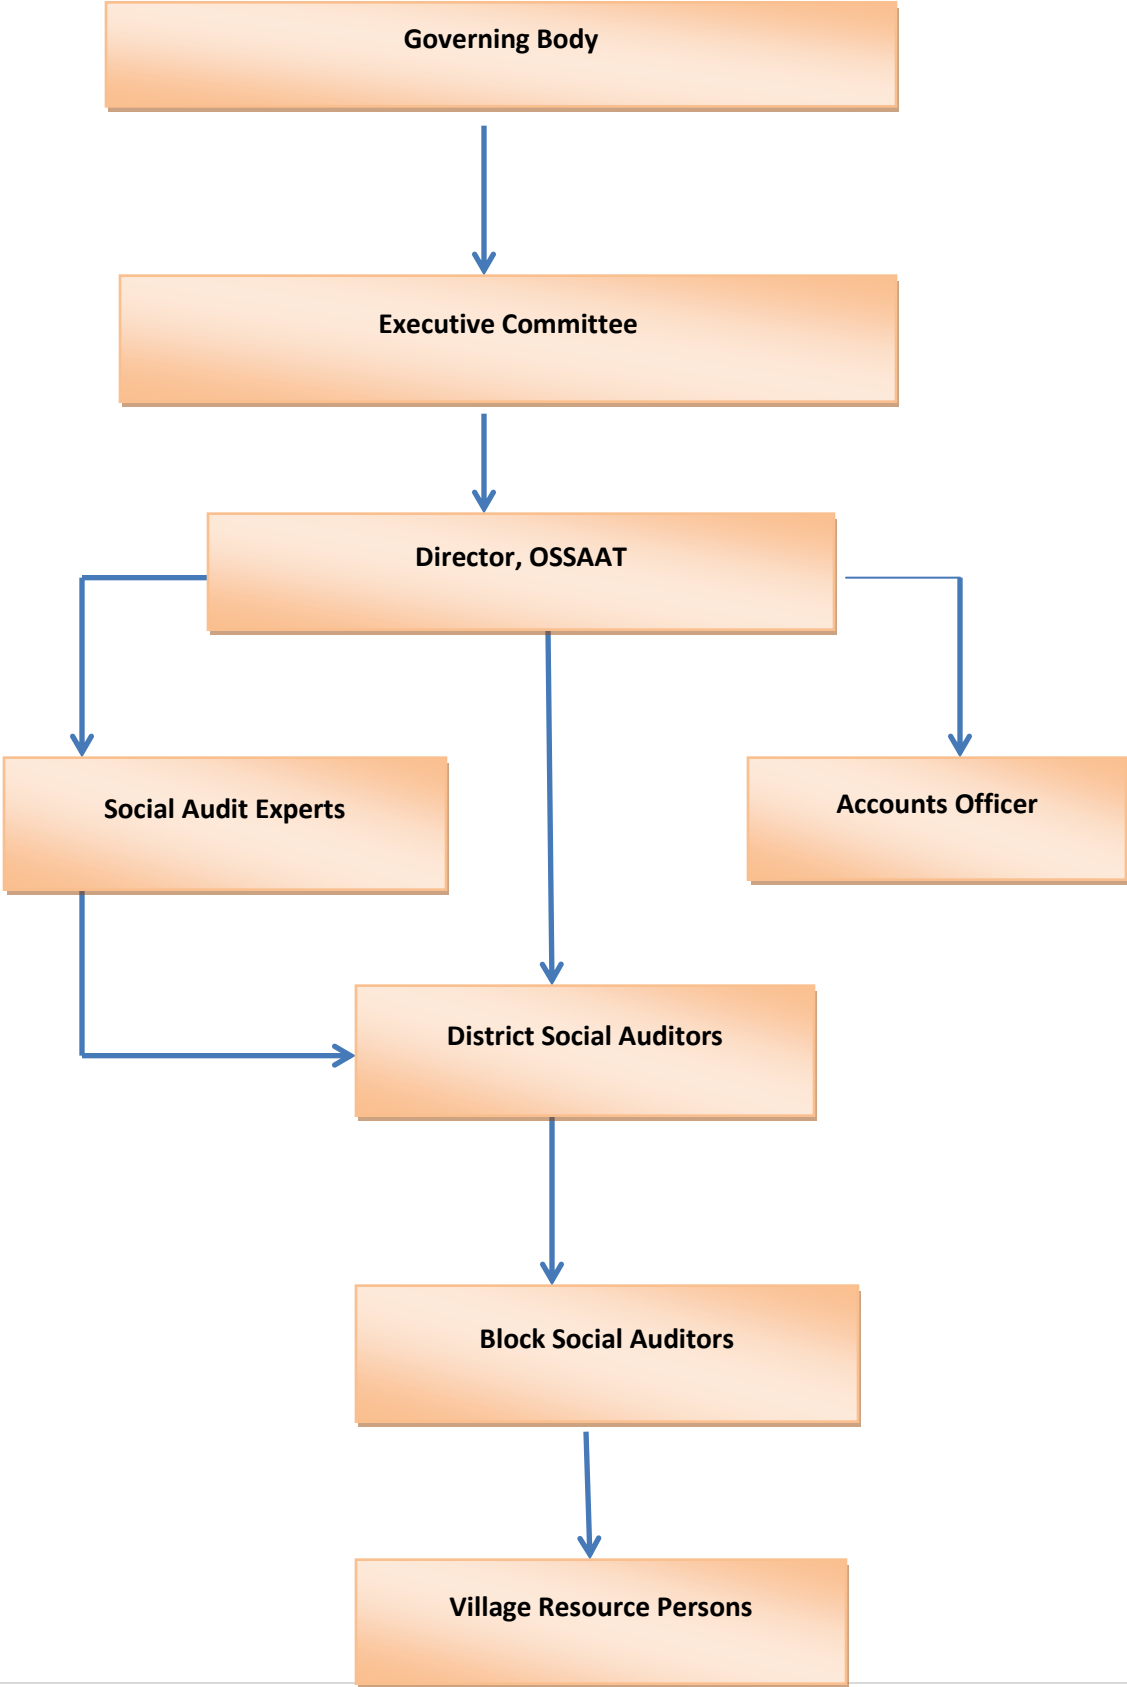 Governing Body
Executive Committee
Director, OSSAAT
Social Audit Experts
Accounts Officer
District Social Auditors
Block Social Auditors
Village Resource Persons